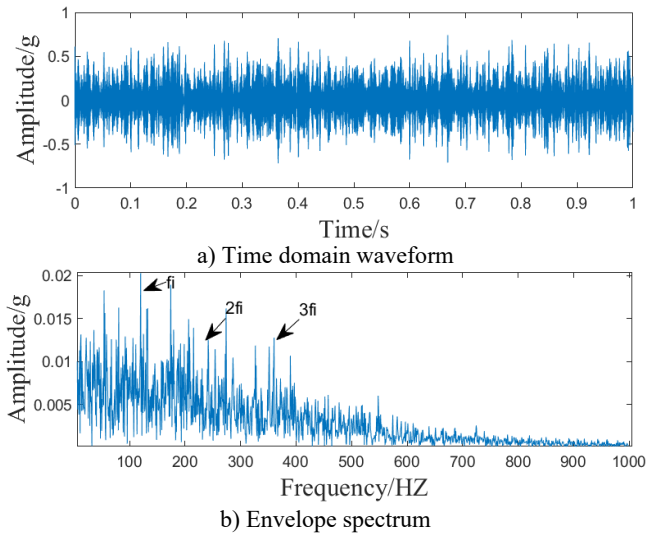 1
0.5
0
-0.5
-1
Amplitude/g
0 0.1 0.2 0.3 0.4 0.5 0.6 0.7 0.8 0.9 1
Time/s
a) Time domain waveform
0.02
0.015
0.01
0.005
Amplitude/g
fi
2fi
3fi
100 200 300 400 500 600 700 800 900 1000
Frequency/HZ
b) Envelope spectrum